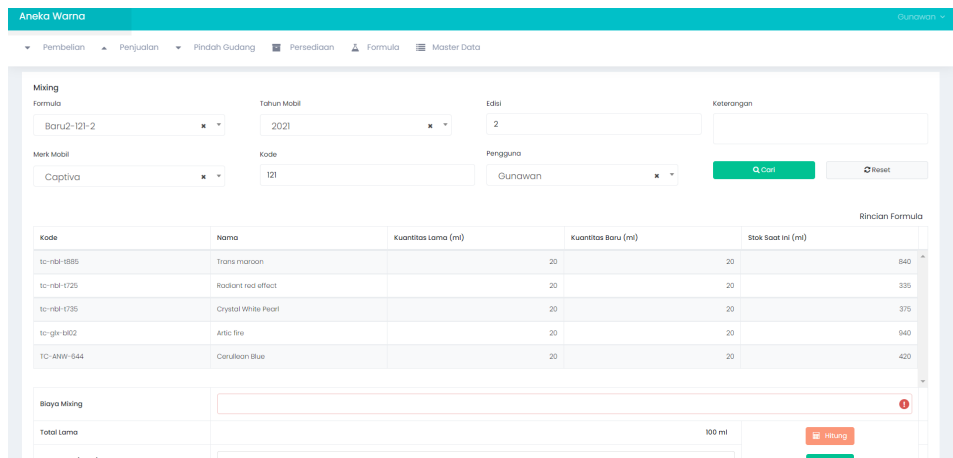 Aneka Warna Gunawan
Pembelian Penjualan Pindah Gudang Persediaan Formula Master Data
Mixing
Formula Tahun Mobil Edisi Keterangan
Baru2-121-2 × 2021 × 2
Merk Mobil Kode Pengguna
Captiva × 121 Gunawan × Cari Reset
Rincian Formula
Kode Nama Kuantitas Lama (ml) Kuantitas Baru (ml) Stok Saat Ini (ml)
tc-nbl-t885 Trans maroon 20 20 840
tc-nbl-t725 Radiant red effect 20 20 335
tc-nbl-t735 Crystal White Pearl 20 20 375
tc-glx-bl02 Artic fire 20 20 940
TC-ANW-644 Cerullean Blue 20 20 420
Biaya Mixing
Total Lama 100 ml Hitung